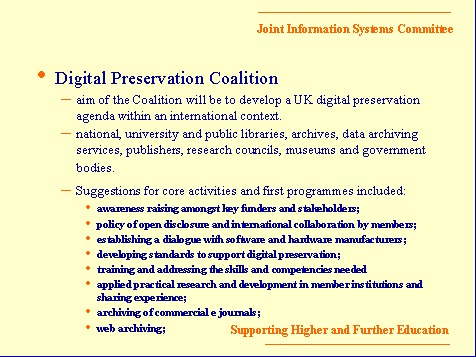 Joint Information Systems Committee
• Digital Preservation Coalition
– aim of the Coalition will be to develop a UK digital preservation
agenda within an international context.
– national, university and public libraries, archives, data archiving
services, publishers, research councils, museums and government
bodies.
– Suggestions for core activities and first programmes included:
• awareness raising amongst key funders and stakeholders;
• policy of open disclosure and international collaboration by members;
• establishing a dialogue with software and hardware manufacturers;
• developing standards to support digital preservation;
• training and addressing the skills and competencies needed
• applied practical research and development in member institutions and
sharing experience;
• archiving of commercial e journals;
• web archiving;
Supporting Higher and Further Education